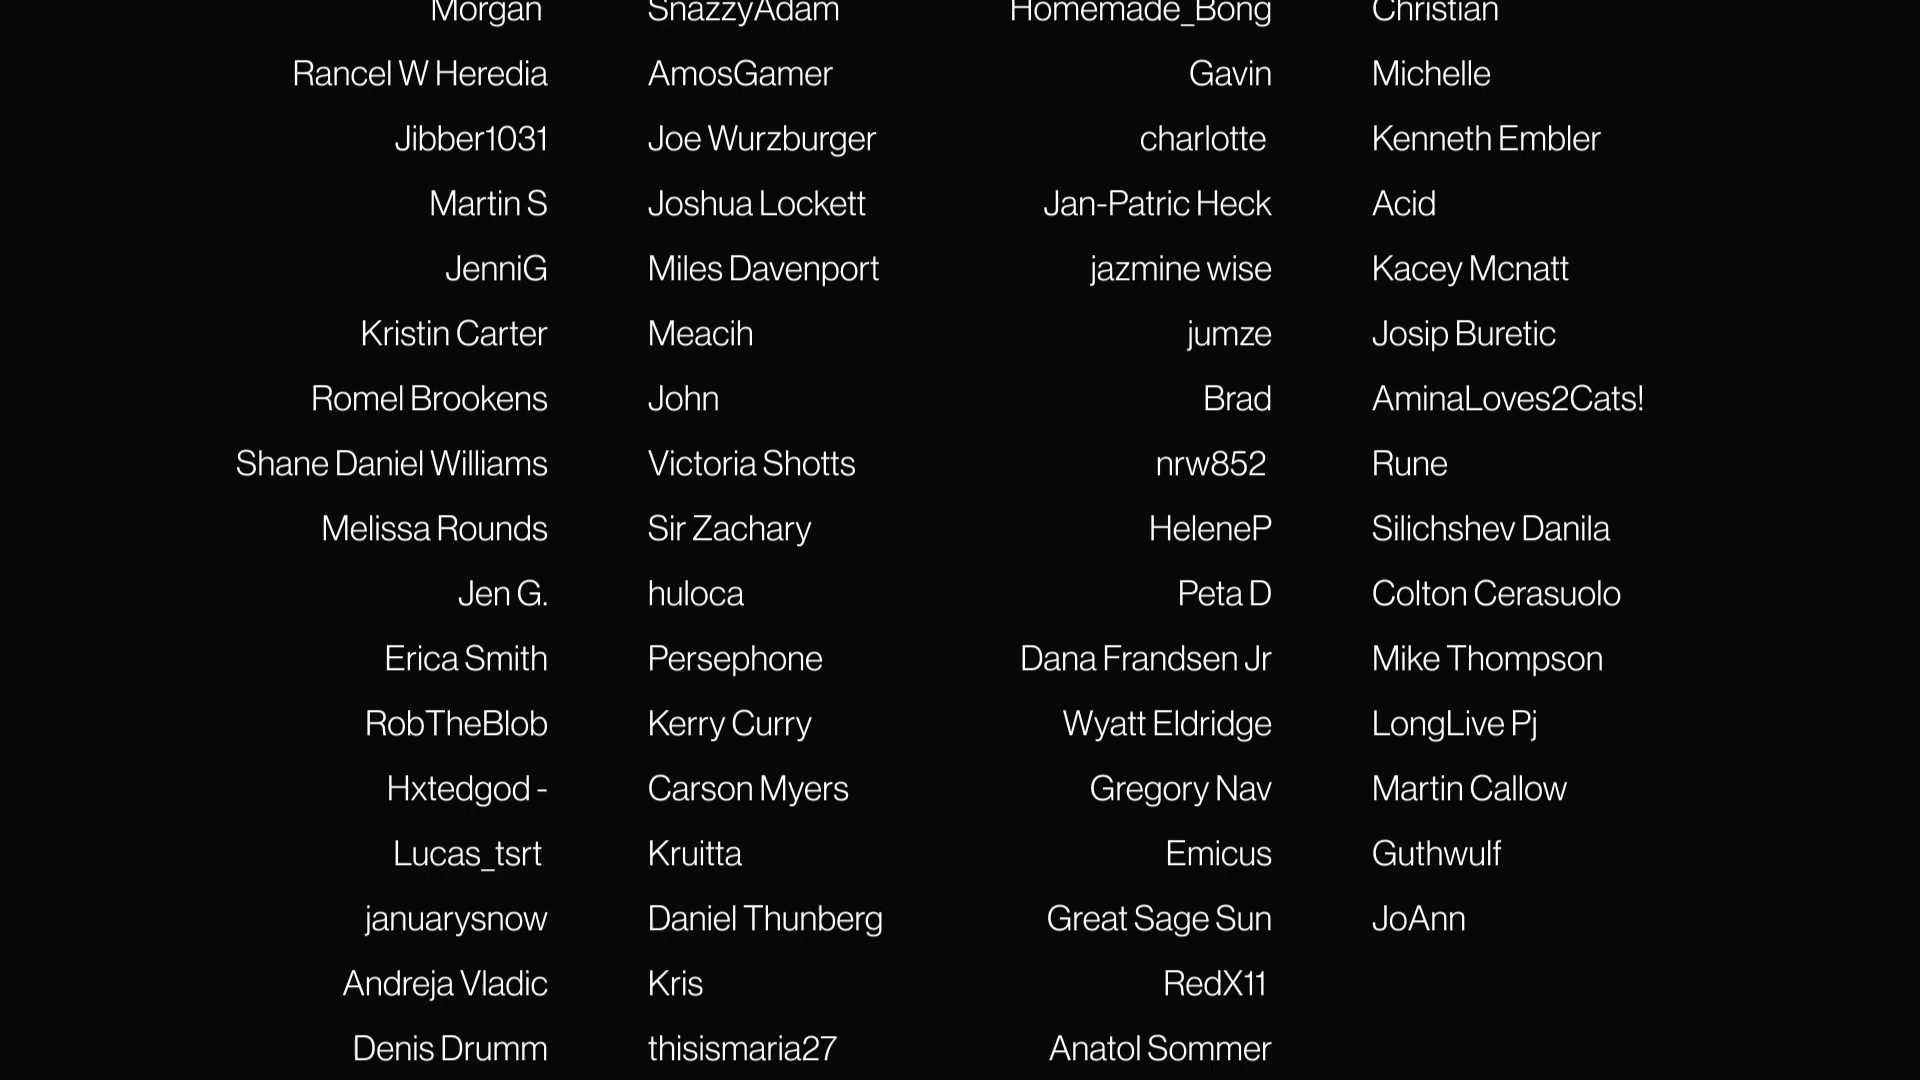 Morgan SnazzyAdam Homemade_Bong Christian
Rancel W Heredia AmosGamer Gavin Michelle
Jibber1031 Joe Wurzburger charlotte Kenneth Embler
Martin S Joshua Lockett Jan-Patric Heck Acid
JenniG Miles Davenport jazmine wise Kacey Mcnatt
Kristin Carter Meacih jumze Josip Buretic
Romel Brookens John Brad AminaLoves2Cats!
Shane Daniel Williams Victoria Shotts nrw852 Rune
Melissa Rounds Sir Zachary HeleneP Silichshev Danila
Jen G. huloca Peta D Colton Cerasuolo
Erica Smith Persephone Dana Frandsen Jr Mike Thompson
RobTheBlob Kerry Curry Wyatt Eldridge LongLive Pj
Hxtedgod - Carson Myers Gregory Nav Martin Callow
Lucas_tsrt Kruitta Emicus Guthwulf
januarysnow Daniel Thunberg Great Sage Sun JoAnn
Andreja Vladic Kris RedX11
Denis Drumm thisismaria27 Anatol Sommer